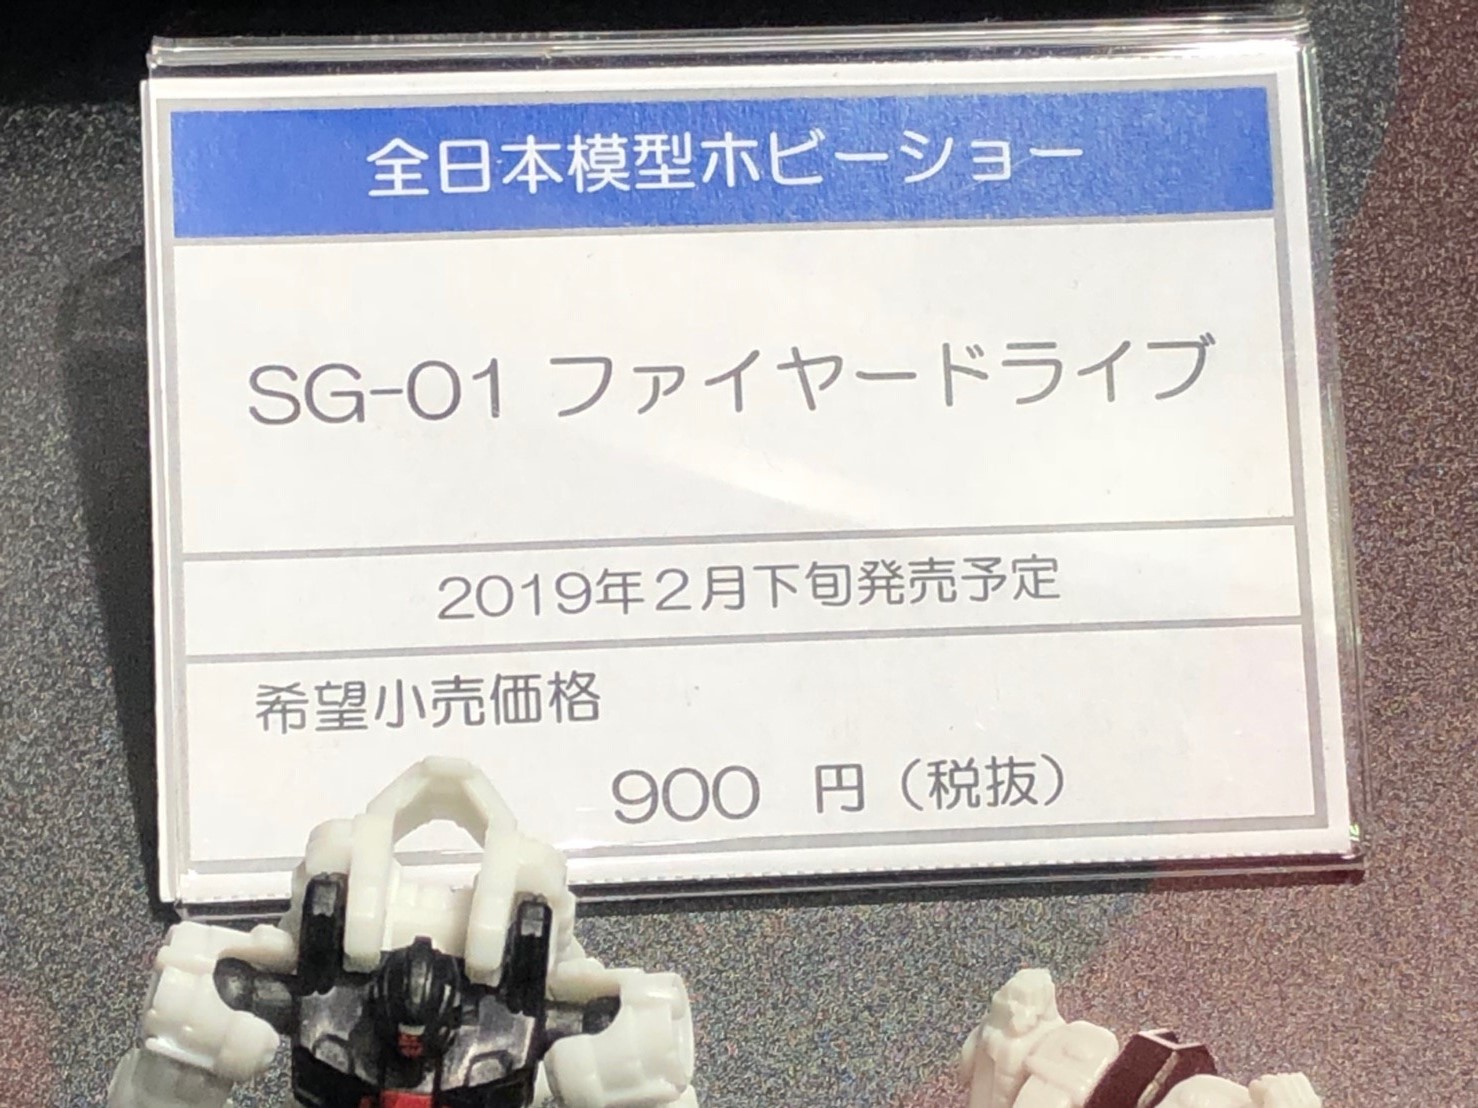 全日本模型ホビーショー
SG-01 ファイヤードライブ
2019年2月下旬発売予定
希望小売価格
900 円（税抜）